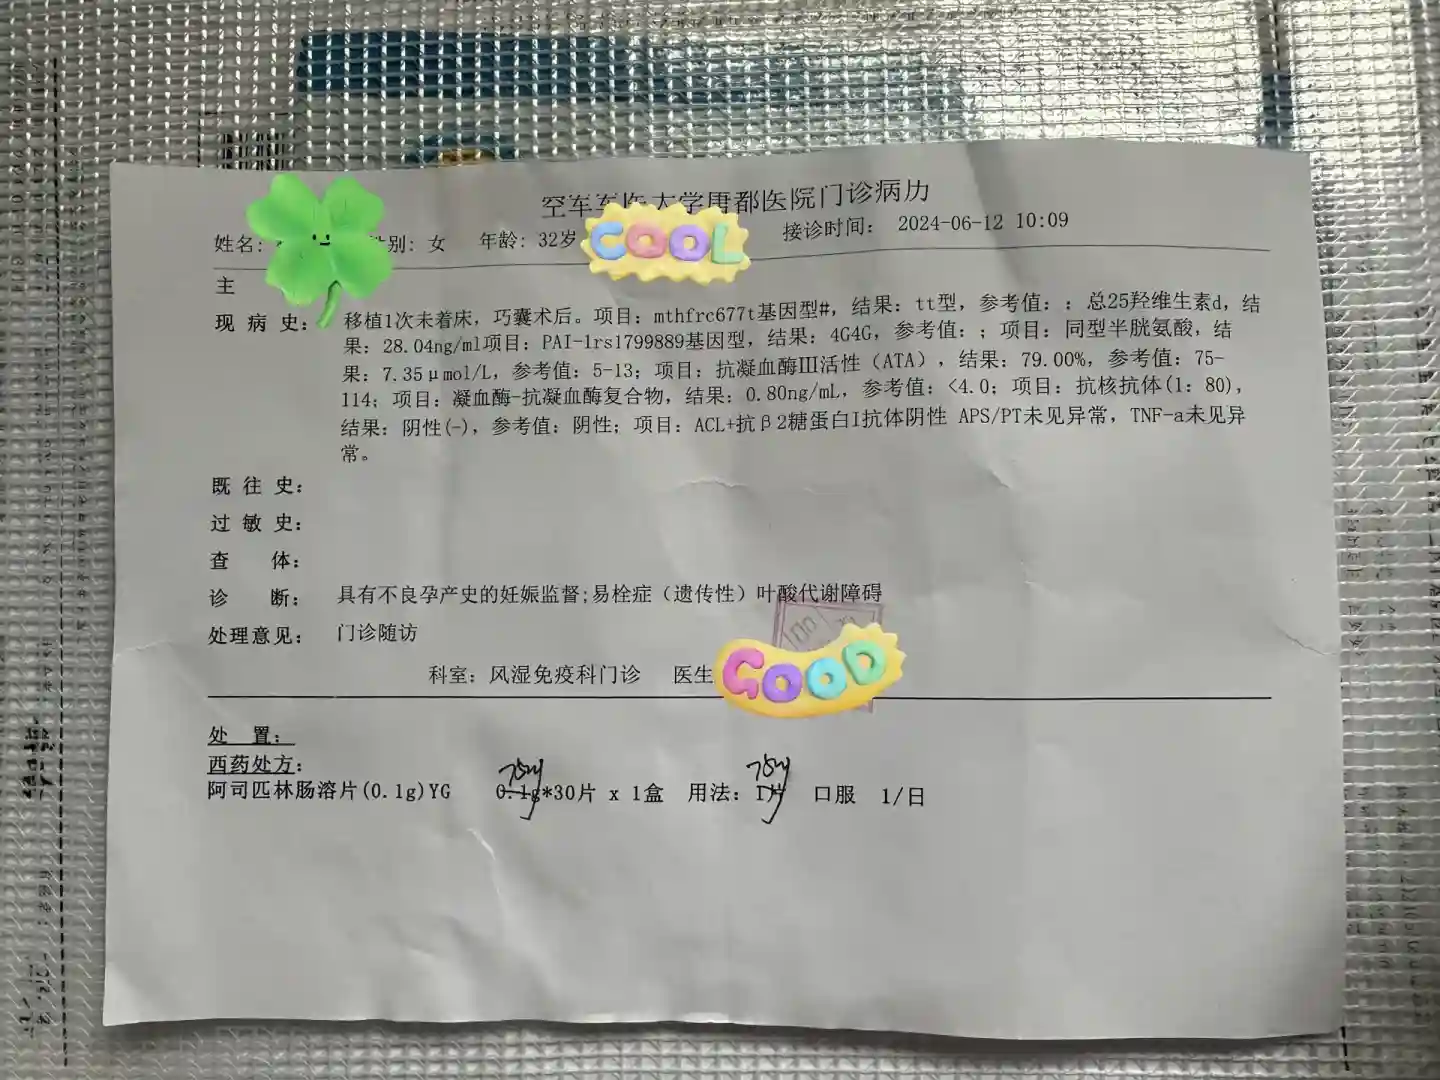 空军军医大学唐都医院门诊病历
姓名: 性别: 女 年龄: 32岁 接诊时间: 2024-06-12 10:09
COOL
主
现 病 史: 移植1次未着床, 巧囊术后。项目: mthfrc677t基因型#, 结果: tt型, 参考值: : 总25羟维生素d, 结
果: 28.04ng/ml项目: PAI-1rs1799889基因型, 结果: 4G4G, 参考值: ; 项目: 同型半胱氨酸, 结
果: 7.35μmol/L, 参考值: 5-13; 项目: 抗凝血酶III活性(ATA), 结果: 79.00%, 参考值: 75-
114; 项目: 凝血酶-抗凝血酶复合物, 结果: 0.80ng/mL, 参考值: <4.0; 项目: 抗核抗体(1: 80),
结果: 阴性(-), 参考值: 阴性; 项目: ACL+抗β2糖蛋白I抗体阴性 APS/PT未见异常, TNF-a未见异
常。
既 往 史:
过 敏 史:
查 体:
诊 断: 具有不良孕产史的妊娠监督;易栓症(遗传性)叶酸代谢障碍
处理意见: 门诊随访
科室: 风湿免疫科门诊 医生
GOOD
处 置:
西药处方:
75mg 75mg
阿司匹林肠溶片(0.1g)YG 0.1g*30片 x 1盒 用法: 1片 口服 1/日